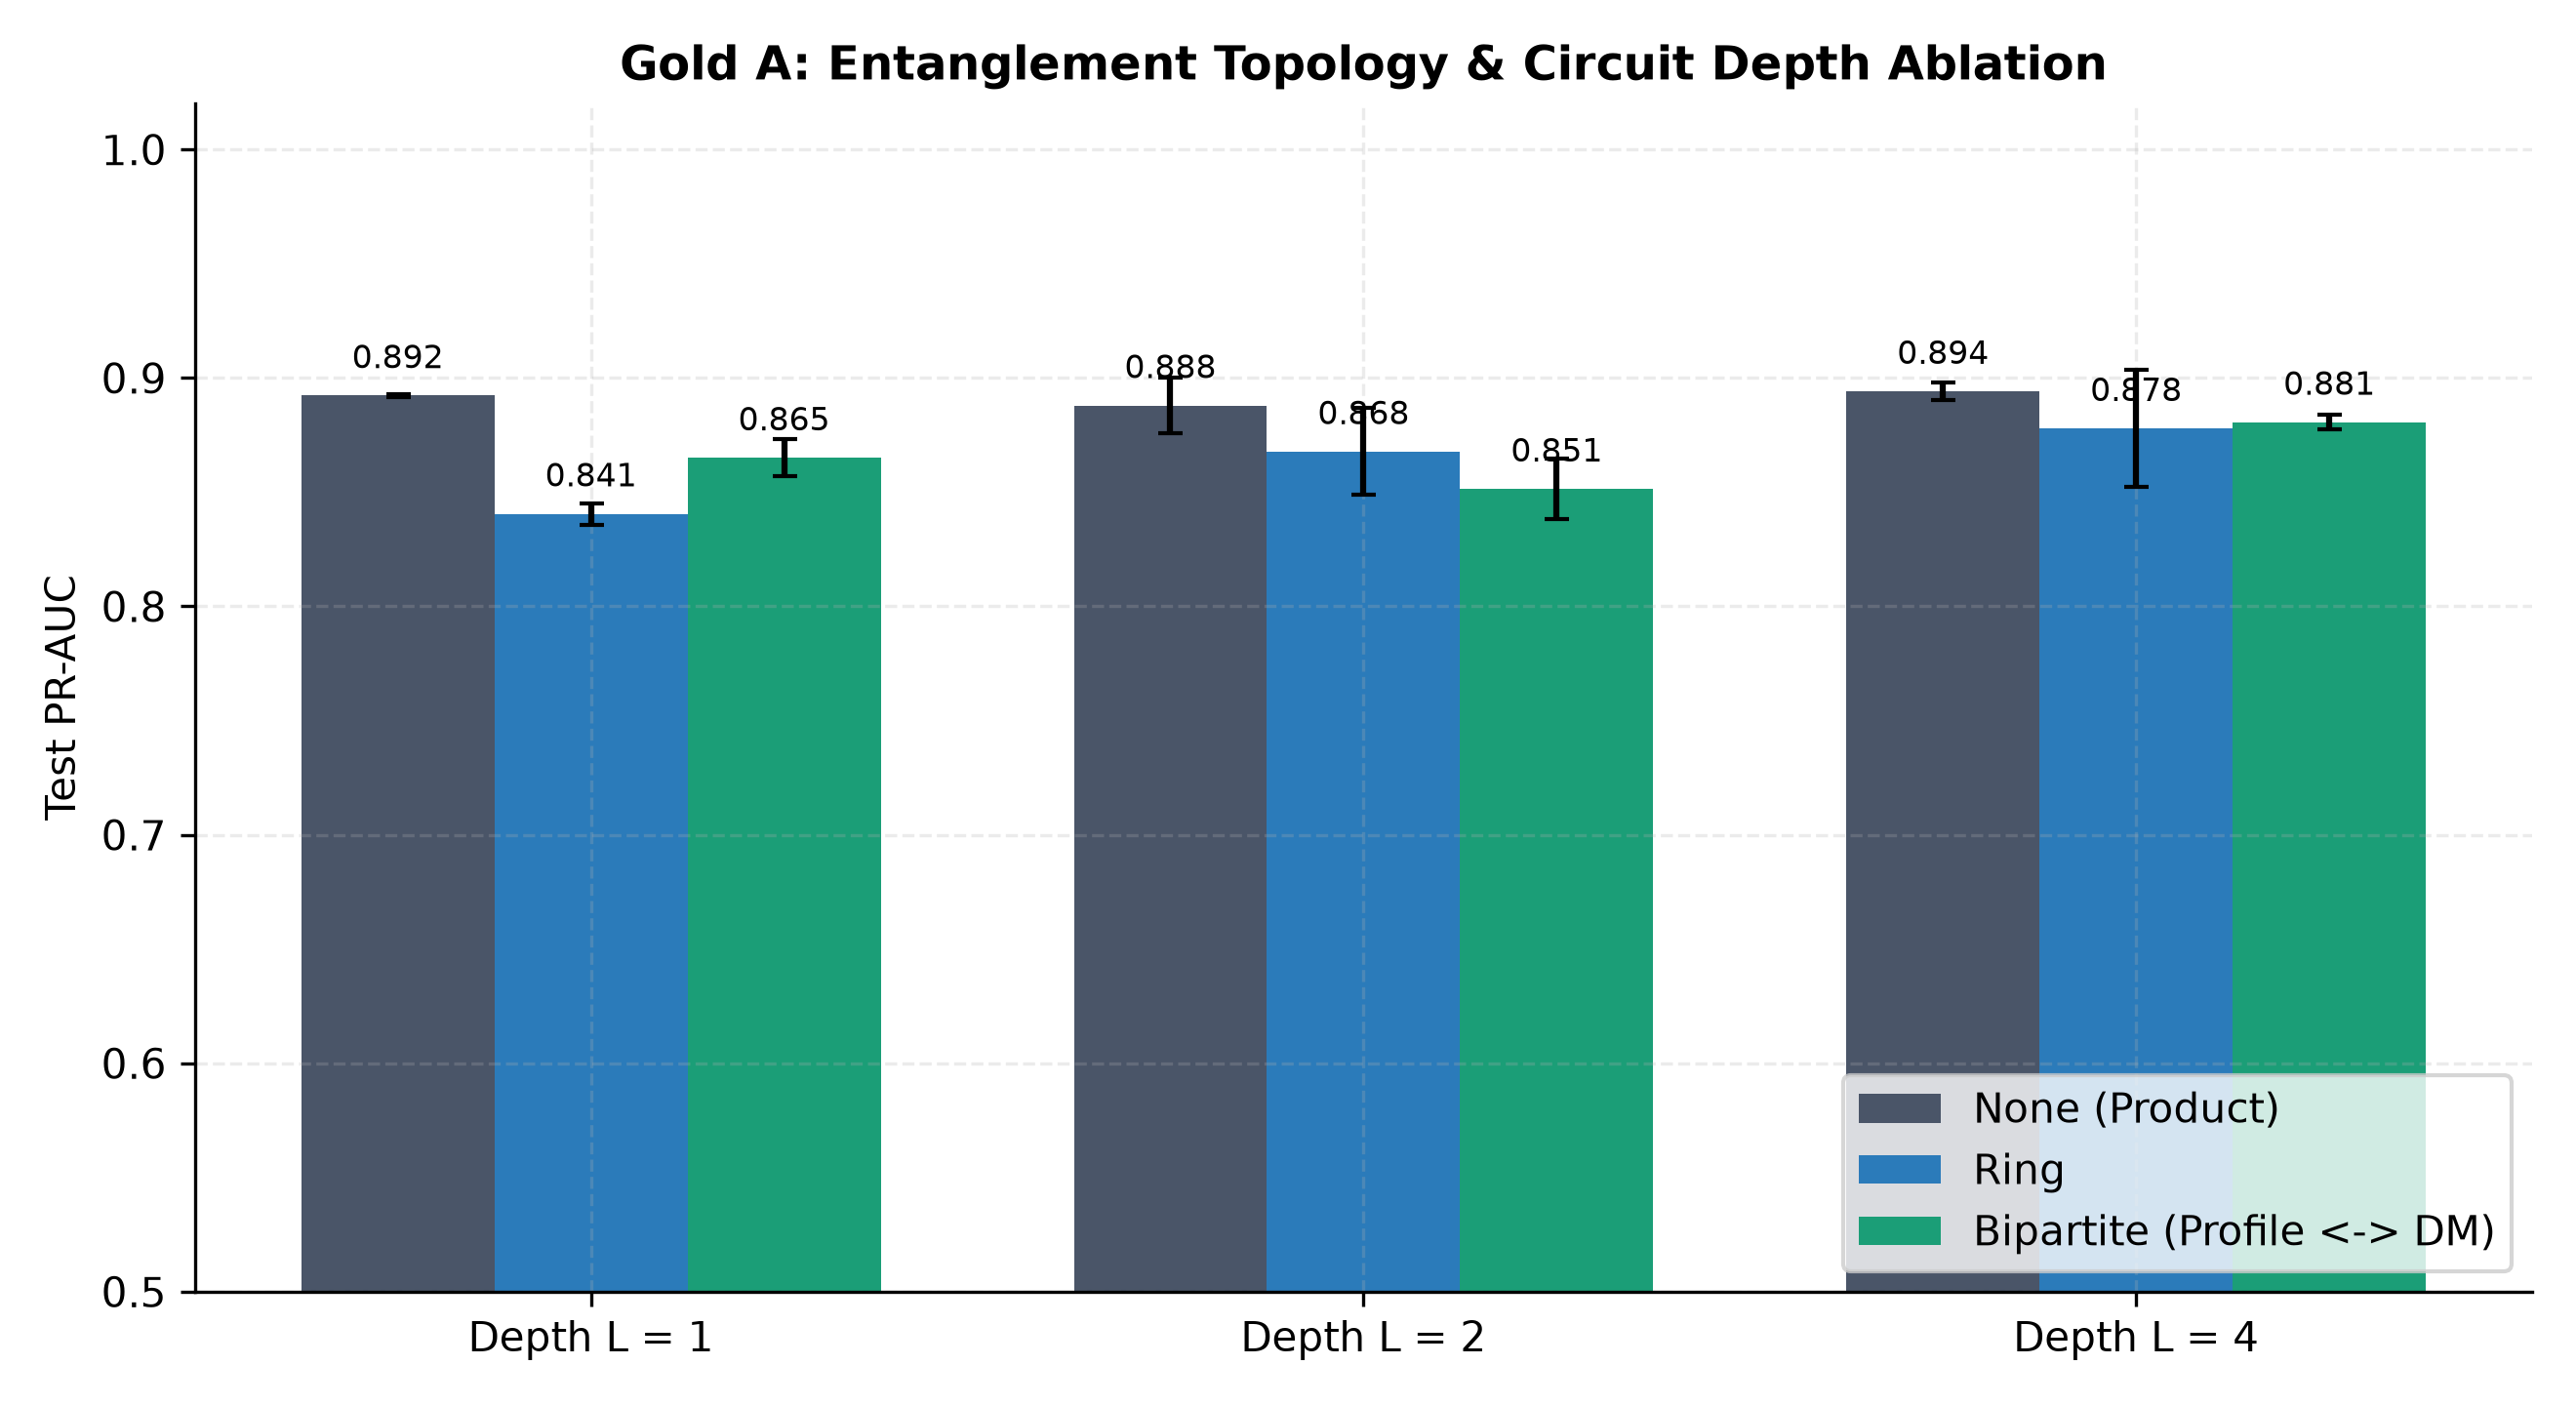 Gold A: Entanglement Topology & Circuit Depth Ablation
Test PR-AUC
1.0
0.9
0.8
0.7
0.6
0.5
0.892
0.841
0.865
0.888
0.868
0.851
0.894
0.878
0.881
None (Product)
Ring
Bipartite (Profile <-> DM)
Depth L = 1
Depth L = 2
Depth L = 4